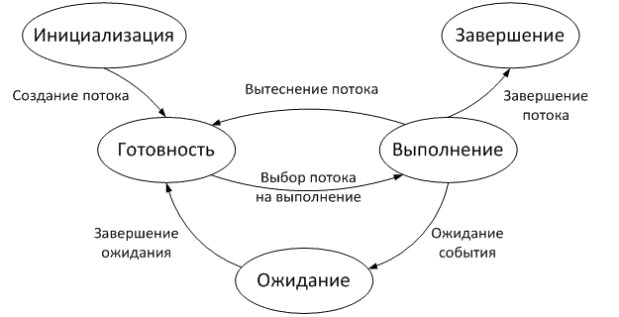 Инициализация
Завершение
Создание потока
Вытеснение потока
Завершение
потока
Готовность
Выполнение
Выбор потока
на выполнение
Завершение
ожидания
Ожидание
события
Ожидание